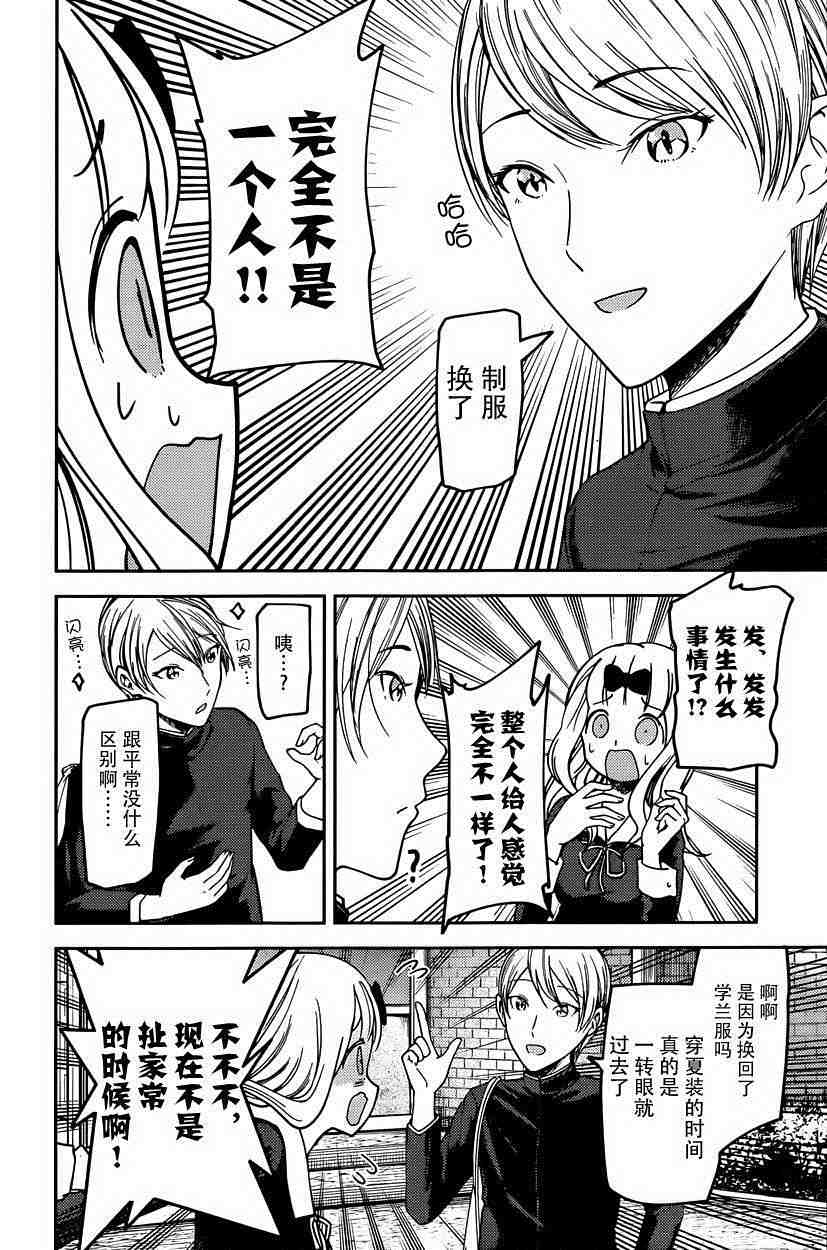 制服
换了
哈
哈
完全不是
一个人!!
发、发发
发生什么
事情了!?
整个人给人感觉
完全不一样了！
?
咦…?
闪亮…
闪亮…
跟平常没什么
区别啊……
啊啊
是因为换回了
学兰服吗
穿夏装的时间
真的是
一转眼就
过去了
不不不，
现在不是
扯家常
的时候啊！